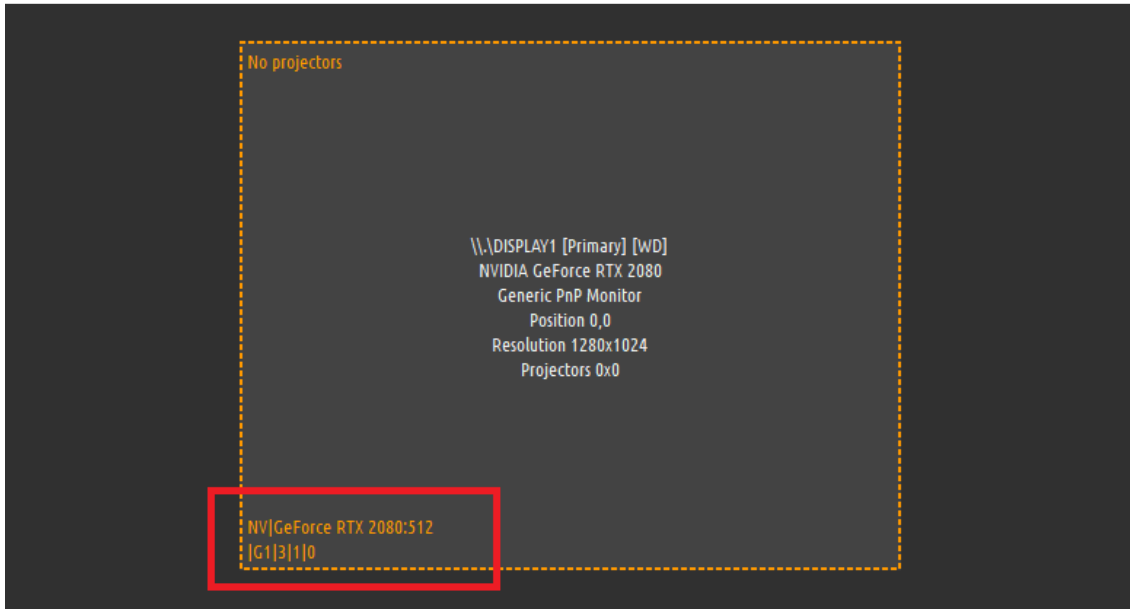 No projectors
\\.\DISPLAY1 [Primary] [WD]
NVIDIA GeForce RTX 2080
Generic PnP Monitor
Position 0,0
Resolution 1280x1024
Projectors 0x0
NV|GeForce RTX 2080:512
|G1|3|1|0